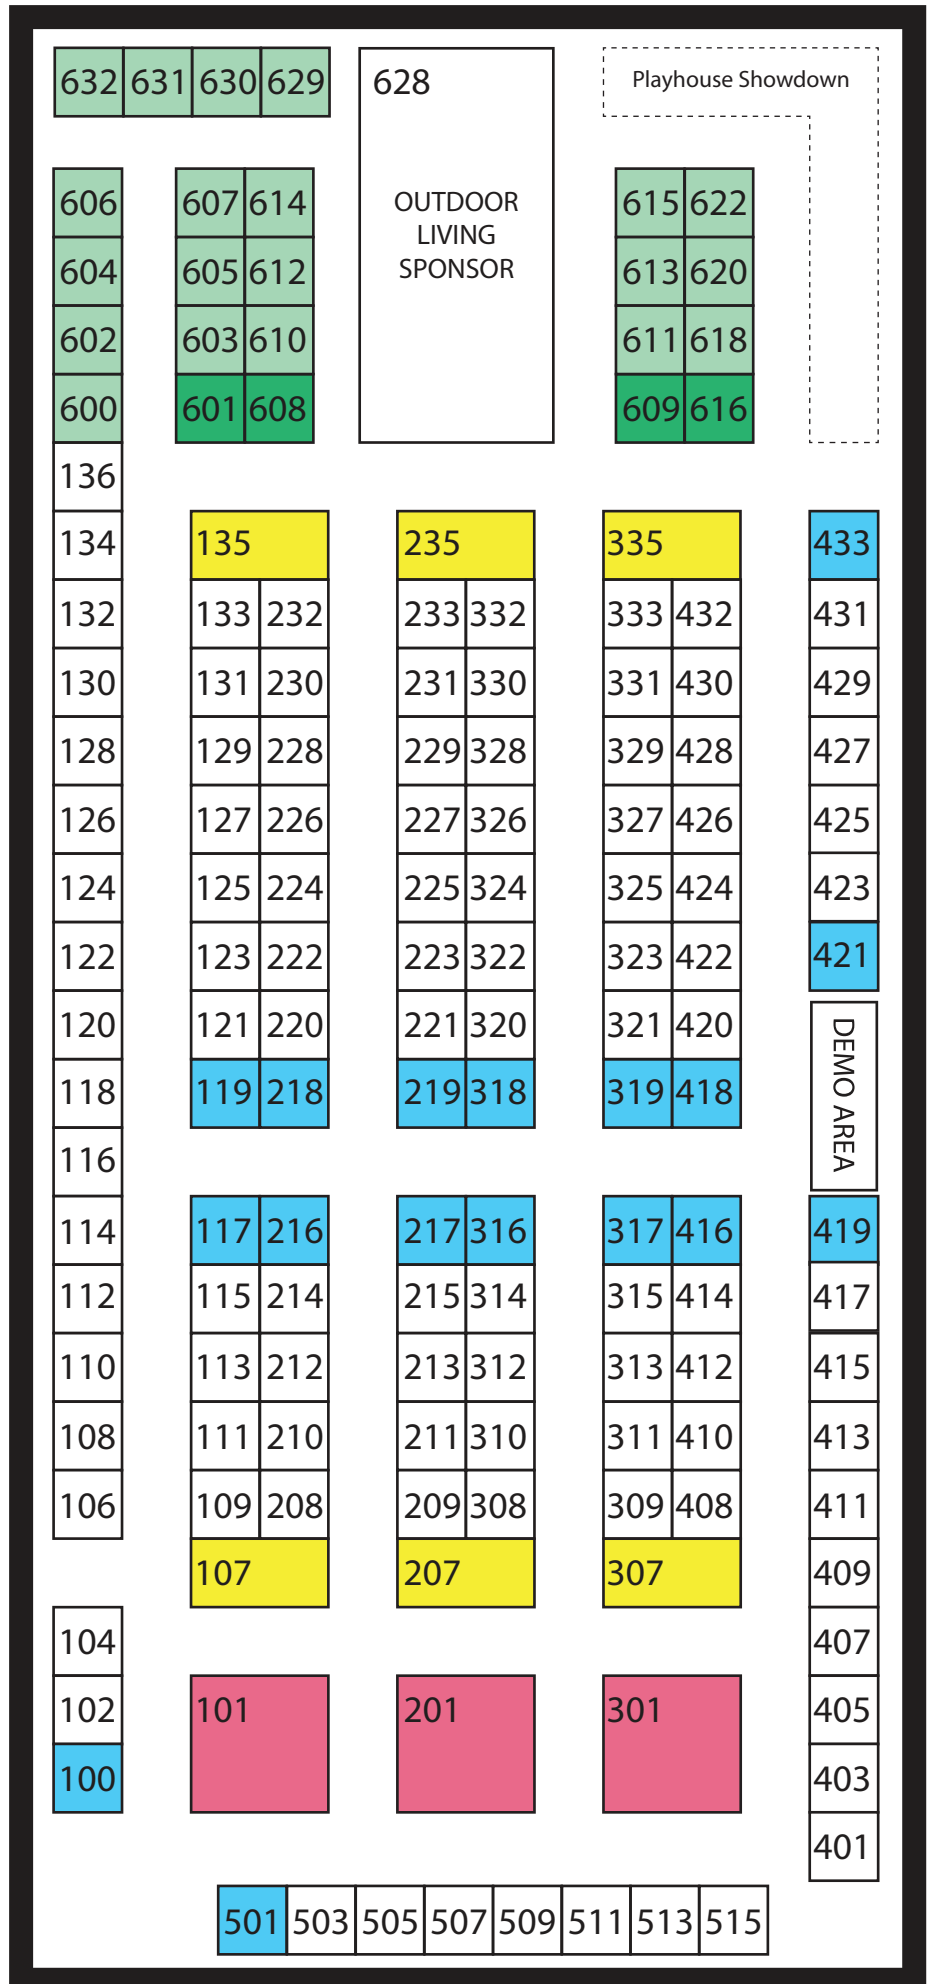 632 631 630 629 628 Playhouse Showdown
606 607 614 OUTDOOR 615 622
LIVING
604 605 612 SPONSOR 613 620
602 603 610 611 618
600 601 608 609 616
136
134 135 235 335 433
132 133 232 233 332 333 432 431
130 131 230 231 330 331 430 429
128 129 228 229 328 329 428 427
126 127 226 227 326 327 426 425
124 125 224 225 324 325 424 423
122 123 222 223 322 323 422 421
120 121 220 221 320 321 420
DEMO AREA
118 119 218 219 318 319 418
116
114 117 216 217 316 317 416 419
112 115 214 215 314 315 414 417
110 113 212 213 312 313 412 415
108 111 210 211 310 311 410 413
106 109 208 209 308 309 408 411
107 207 307 409
104 407
102 101 201 301 405
100 403
401
501 503 505 507 509 511 513 515